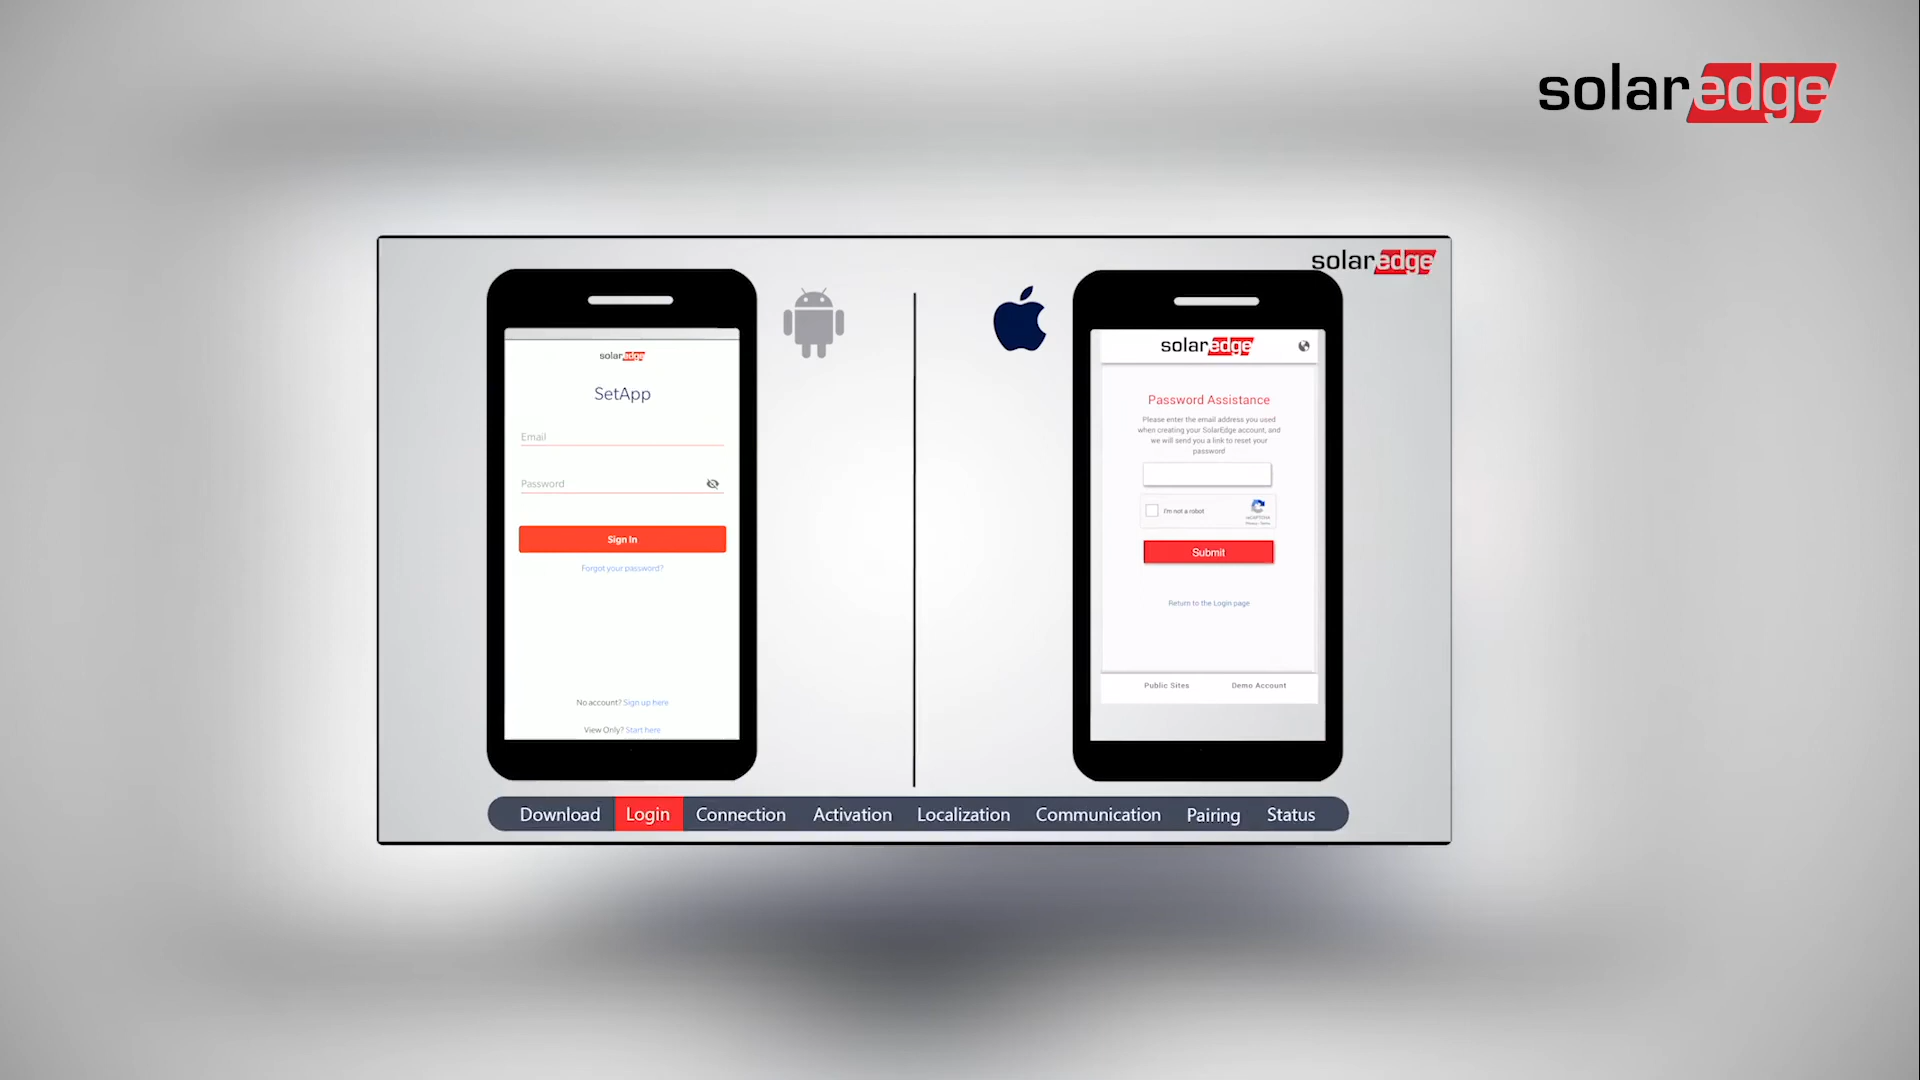 solaredge
solaredge
solaredge
SetApp
Email
Password
Sign In
Forgot your password?
No account? Sign up here
View Only? Start here
solaredge
Password Assistance
Please enter the email address you used
when creating your SolarEdge account, and
we will send you a link to reset your
password
I'm not a robot
reCAPTCHA
Privacy - Terms
Submit
Return to the Login page
Public Sites
Demo Account
Download
Login
Connection
Activation
Localization
Communication
Pairing
Status